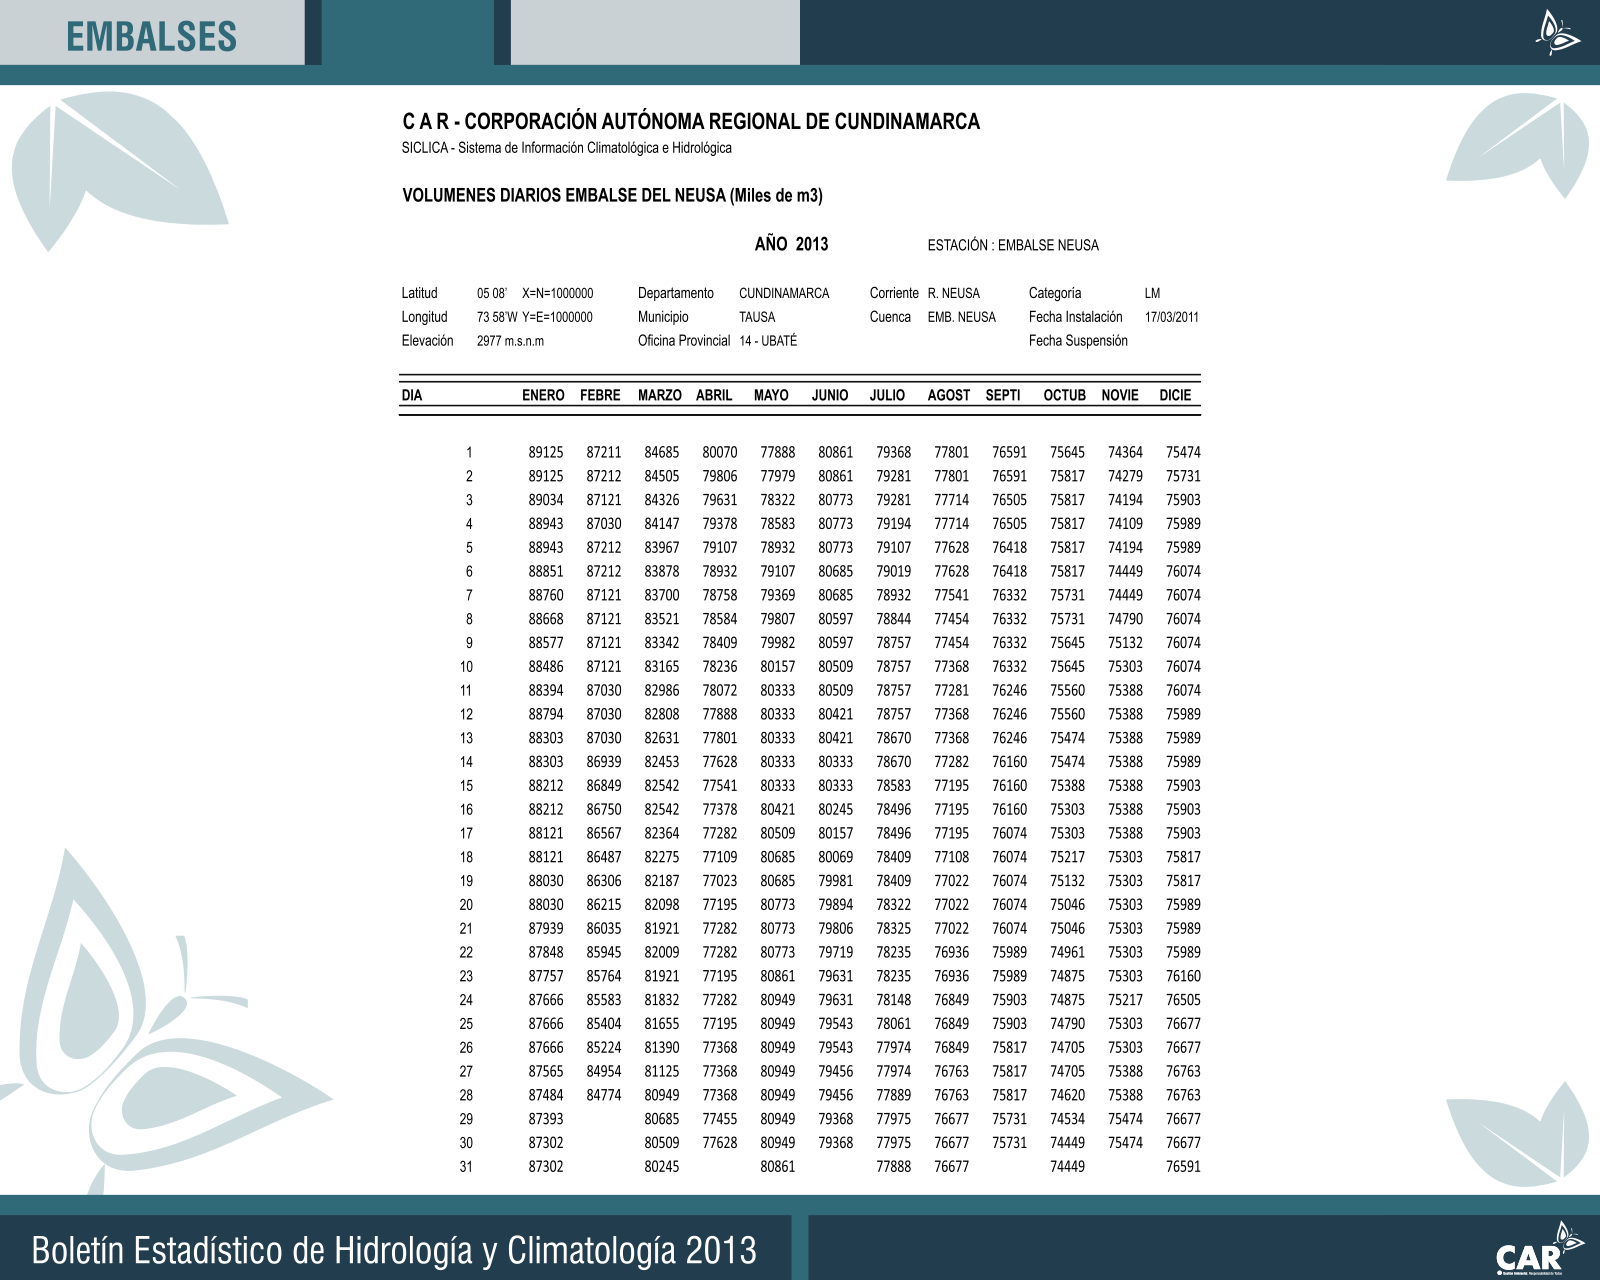 EMBALSES
C A R - CORPORACIÓN AUTÓNOMA REGIONAL DE CUNDINAMARCA
SICLICA - Sistema de Información Climatológica e Hidrológica
VOLUMENES DIARIOS EMBALSE DEL NEUSA (Miles de m3)
AÑO 2013 ESTACIÓN : EMBALSE NEUSA
Latitud 05 08' X=N=1000000 Departamento CUNDINAMARCA Corriente R. NEUSA Categoría LM
Longitud 73 58'W Y=E=1000000 Municipio TAUSA Cuenca EMB. NEUSA Fecha Instalación 17/03/2011
Elevación 2977 m.s.n.m Oficina Provincial 14 - UBATÉ Fecha Suspensión
DIA ENERO FEBRE MARZO ABRIL MAYO JUNIO JULIO AGOST SEPTI OCTUB NOVIE DICIE
1 89125 87211 84685 80070 77888 80861 79368 77801 76591 75645 74364 75474
2 89125 87212 84505 79806 77979 80861 79281 77801 76591 75817 74279 75731
3 89034 87121 84326 79631 78322 80773 79281 77714 76505 75817 74194 75903
4 88943 87030 84147 79378 78583 80773 79194 77714 76505 75817 74109 75989
5 88943 87212 83967 79107 78932 80773 79107 77628 76418 75817 74194 75989
6 88851 87212 83878 78932 79107 80685 79019 77628 76418 75817 74449 76074
7 88760 87121 83700 78758 79369 80685 78932 77541 76332 75731 74449 76074
8 88668 87121 83521 78584 79807 80597 78844 77454 76332 75731 74790 76074
9 88577 87121 83342 78409 79982 80597 78757 77454 76332 75645 75132 76074
10 88486 87121 83165 78236 80157 80509 78757 77368 76332 75645 75303 76074
11 88394 87030 82986 78072 80333 80509 78757 77281 76246 75560 75388 76074
12 88794 87030 82808 77888 80333 80421 78757 77368 76246 75560 75388 75989
13 88303 87030 82631 77801 80333 80421 78670 77368 76246 75474 75388 75989
14 88303 86939 82453 77628 80333 80333 78670 77282 76160 75474 75388 75989
15 88212 86849 82542 77541 80333 80333 78583 77195 76160 75388 75388 75903
16 88212 86750 82542 77378 80421 80245 78496 77195 76160 75303 75388 75903
17 88121 86567 82364 77282 80509 80157 78496 77195 76074 75303 75388 75903
18 88121 86487 82275 77109 80685 80069 78409 77108 76074 75217 75303 75817
19 88030 86306 82187 77023 80685 79981 78409 77022 76074 75132 75303 75817
20 88030 86215 82098 77195 80773 79894 78322 77022 76074 75046 75303 75989
21 87939 86035 81921 77282 80773 79806 78325 77022 76074 75046 75303 75989
22 87848 85945 82009 77282 80773 79719 78235 76936 75989 74961 75303 75989
23 87757 85764 81921 77195 80861 79631 78235 76936 75989 74875 75303 76160
24 87666 85583 81832 77282 80949 79631 78148 76849 75903 74875 75217 76505
25 87666 85404 81655 77195 80949 79543 78061 76849 75903 74790 75303 76677
26 87666 85224 81390 77368 80949 79543 77974 76849 75817 74705 75303 76677
27 87565 84954 81125 77368 80949 79456 77974 76763 75817 74705 75388 76763
28 87484 84774 80949 77368 80949 79456 77889 76763 75817 74620 75388 76763
29 87393 80685 77455 80949 79368 77975 76677 75731 74534 75474 76677
30 87302 80509 77628 80949 79368 77975 76677 75731 74449 75474 76677
31 87302 80245 80861 77888 76677 74449 76591
Boletín Estadístico de Hidrología y Climatología 2013
CAR